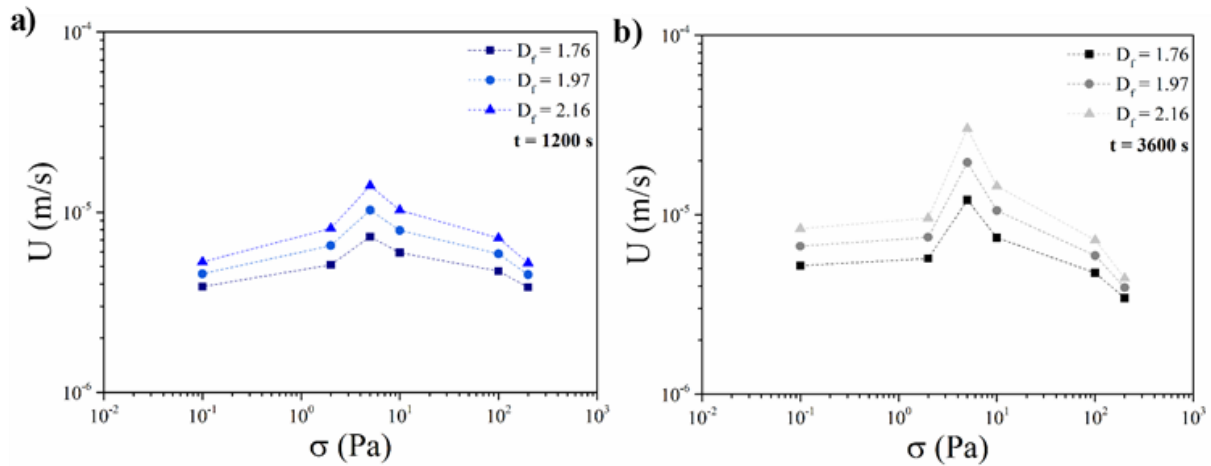 a)
10^-4
10^-5
10^-6
U (m/s)
D_f = 1.76
D_f = 1.97
D_f = 2.16
t = 1200 s
10^-2 10^-1 10^0 10^1 10^2 10^3
σ (Pa)
b)
10^-4
10^-5
10^-6
U (m/s)
D_f = 1.76
D_f = 1.97
D_f = 2.16
t = 3600 s
10^-2 10^-1 10^0 10^1 10^2 10^3
σ (Pa)